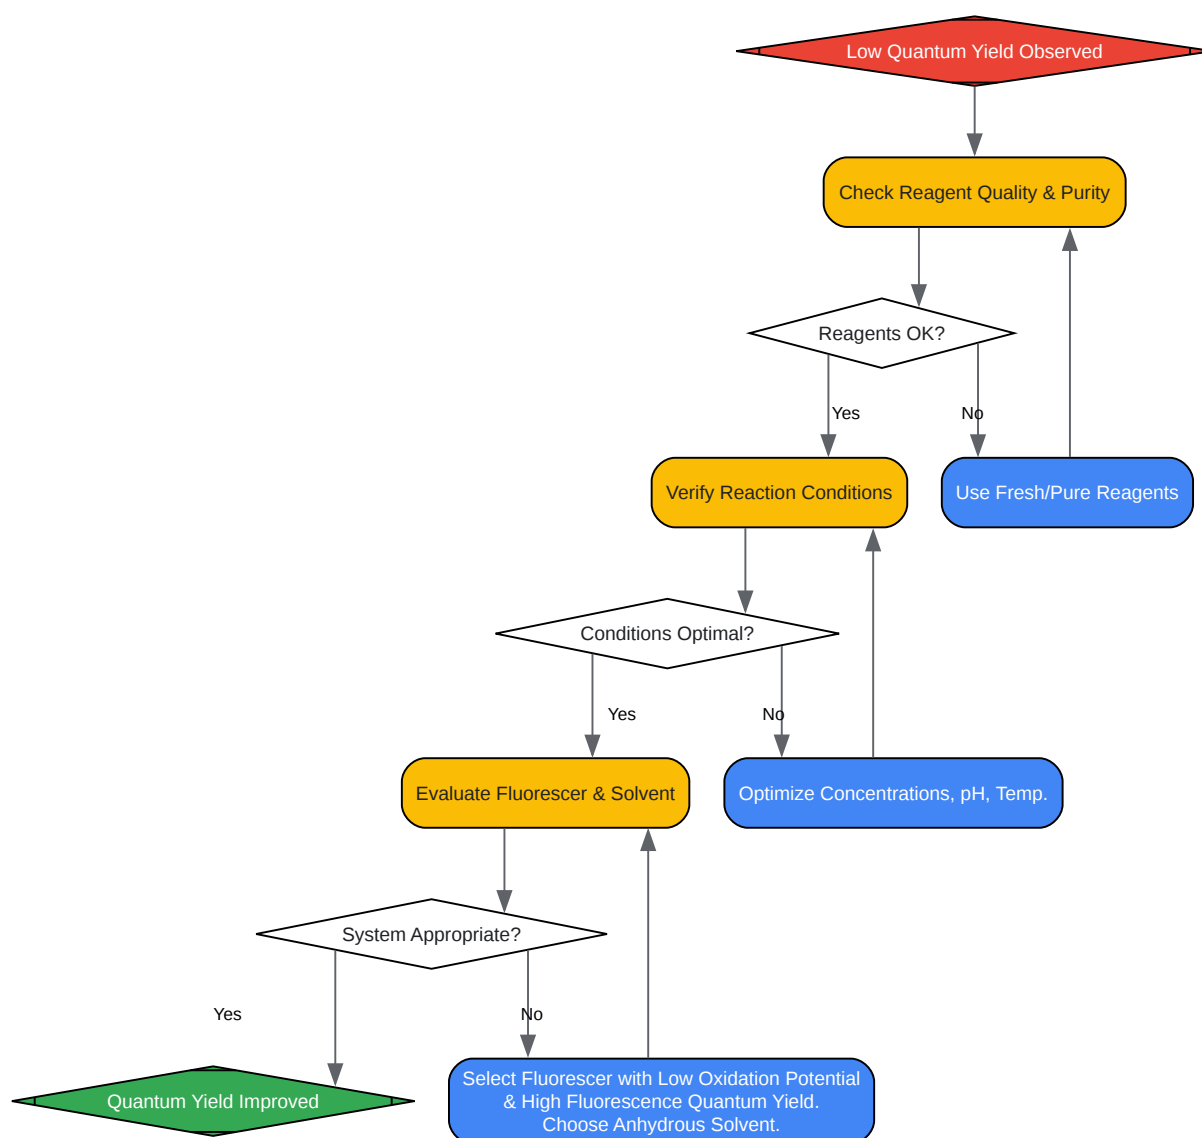 Low Quantum Yield Observed
Check Reagent Quality & Purity
Reagents OK?
Yes
No
Verify Reaction Conditions
Use Fresh/Pure Reagents
Conditions Optimal?
Yes
No
Evaluate Fluorescer & Solvent
Optimize Concentrations, pH, Temp.
System Appropriate?
Yes
No
Quantum Yield Improved
Select Fluorescer with Low Oxidation Potential
& High Fluorescence Quantum Yield.
Choose Anhydrous Solvent.